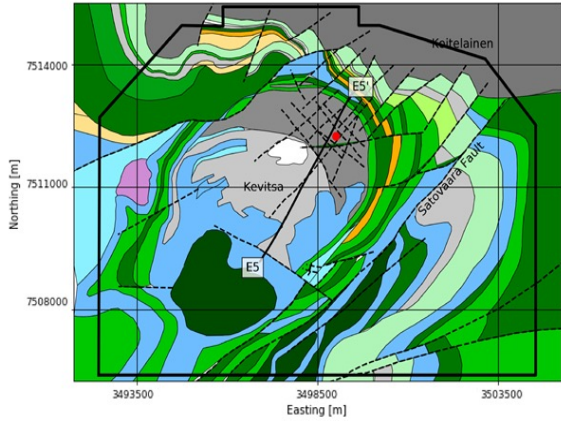 Koitelainen
7514000
E5'
Northing [m]
7511000
Kevitsa
Satovaara Fault
E5
7508000
3493500
3498500
3503500
Easting [m]